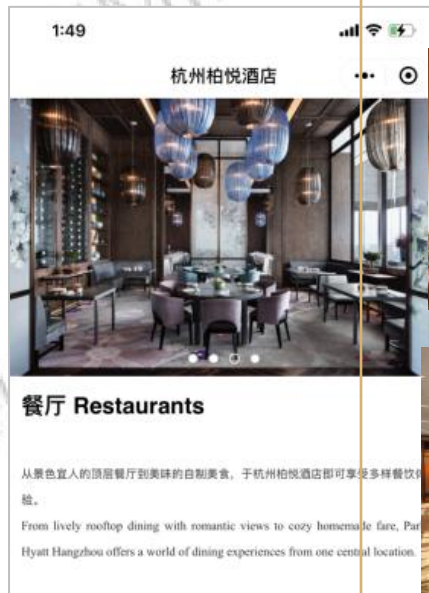 1:49
杭州柏悦酒店
餐厅 Restaurants
从景色宜人的顶层餐厅到美味的自制美食，于杭州柏悦酒店即可享受多样餐饮体
验。
From lively rooftop dining with romantic views to cozy homemade fare, Par
Hyatt Hangzhou offers a world of dining experiences from one central location.